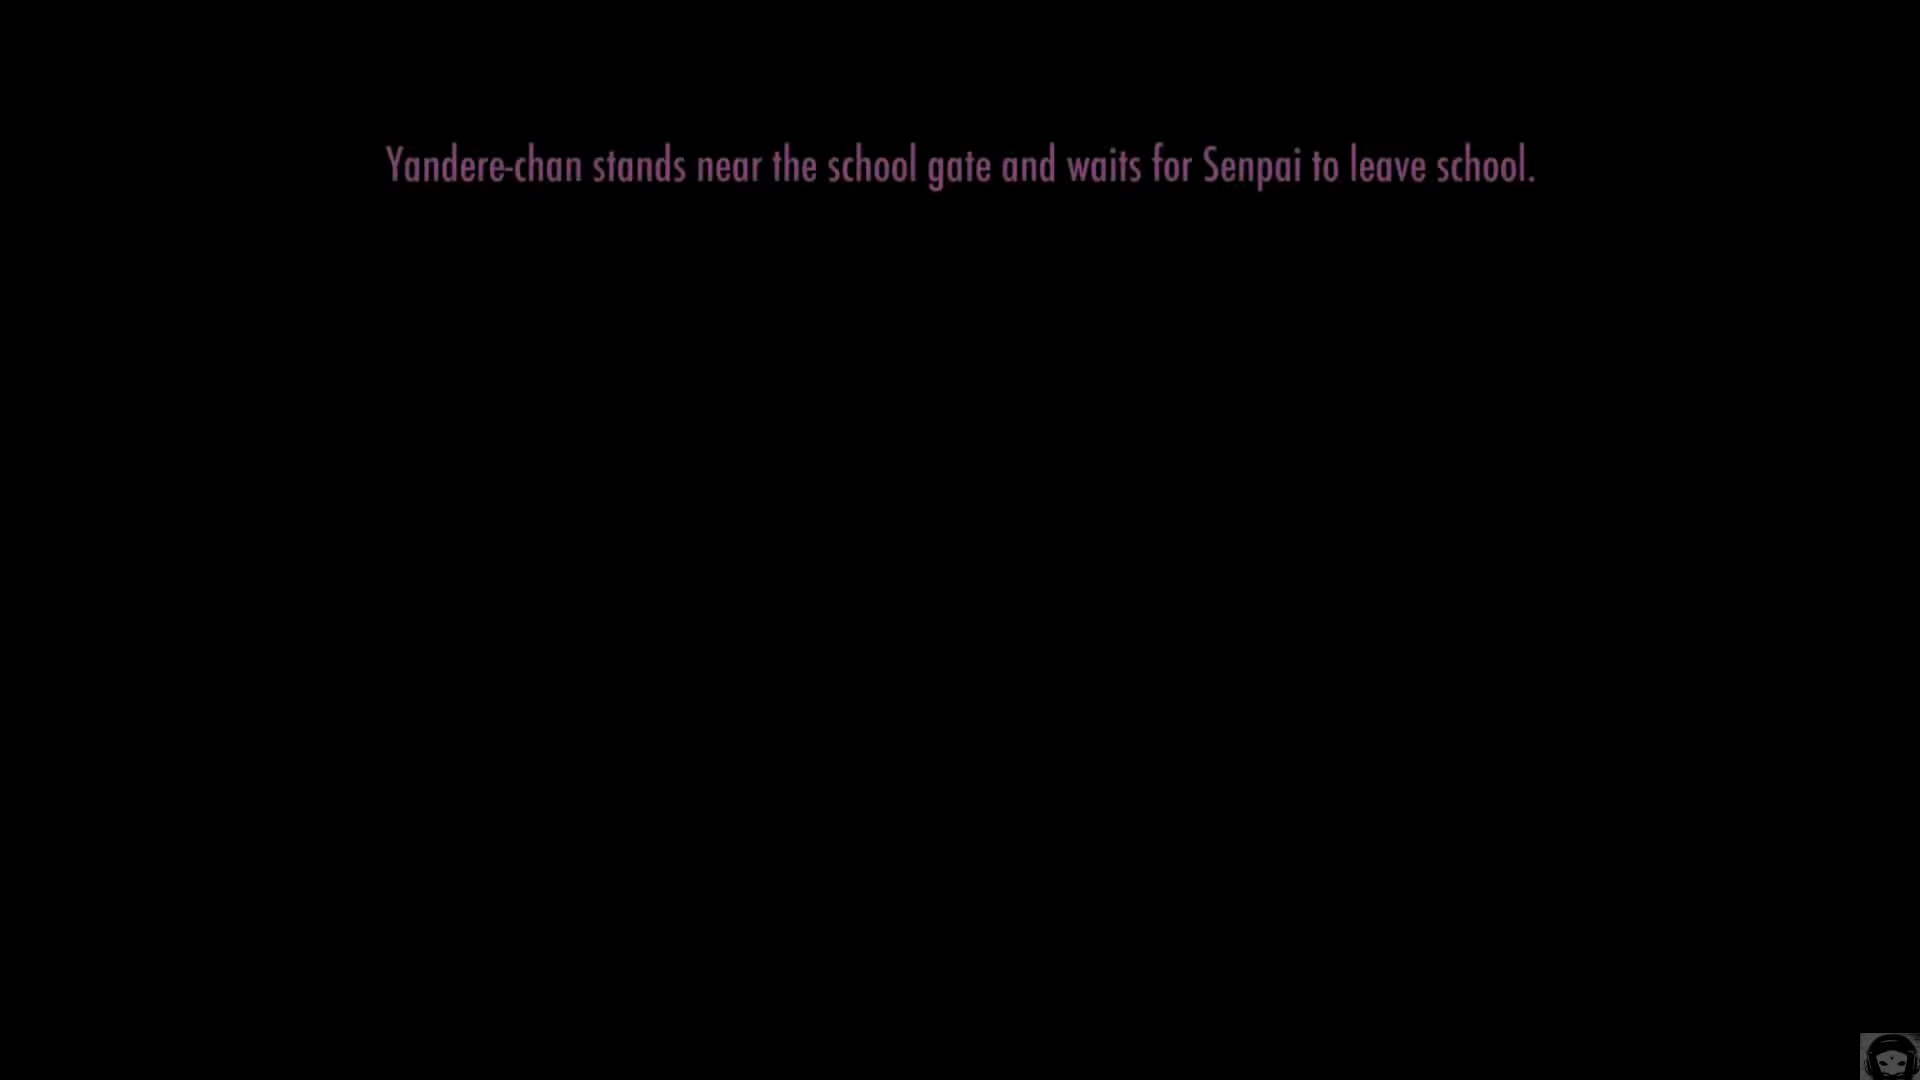 Yandere-chan stands near the school gate and waits for Senpai to leave school.